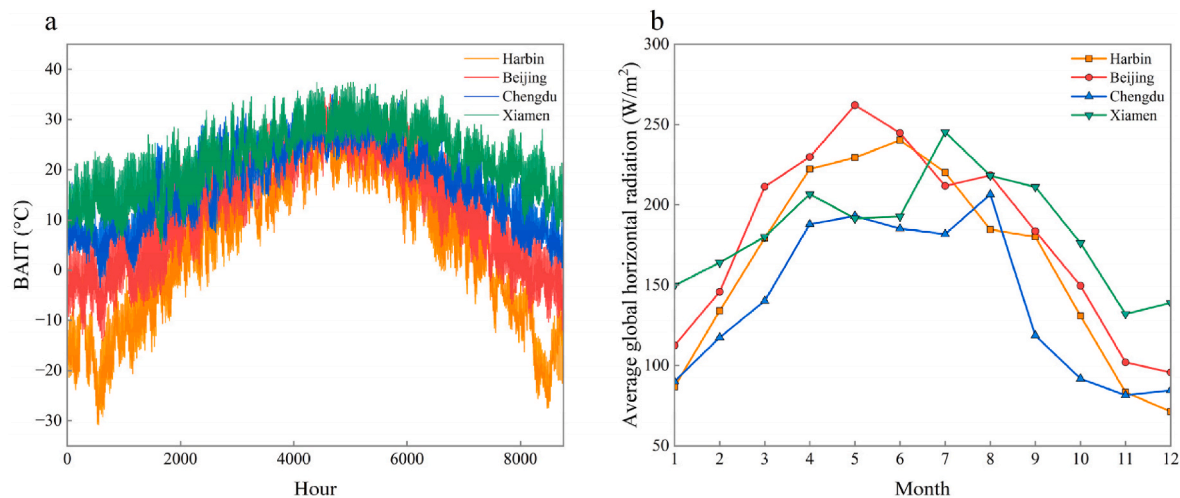 a
40
30
20
10
0
−10
−20
−30
BAIT (℃)
0
2000
4000
6000
8000
Hour
Harbin
Beijing
Chengdu
Xiamen
b
300
250
200
150
100
50
Average global horizontal radiation (W/m²)
1 2 3 4 5 6 7 8 9 10 11 12
Month
Harbin
Beijing
Chengdu
Xiamen